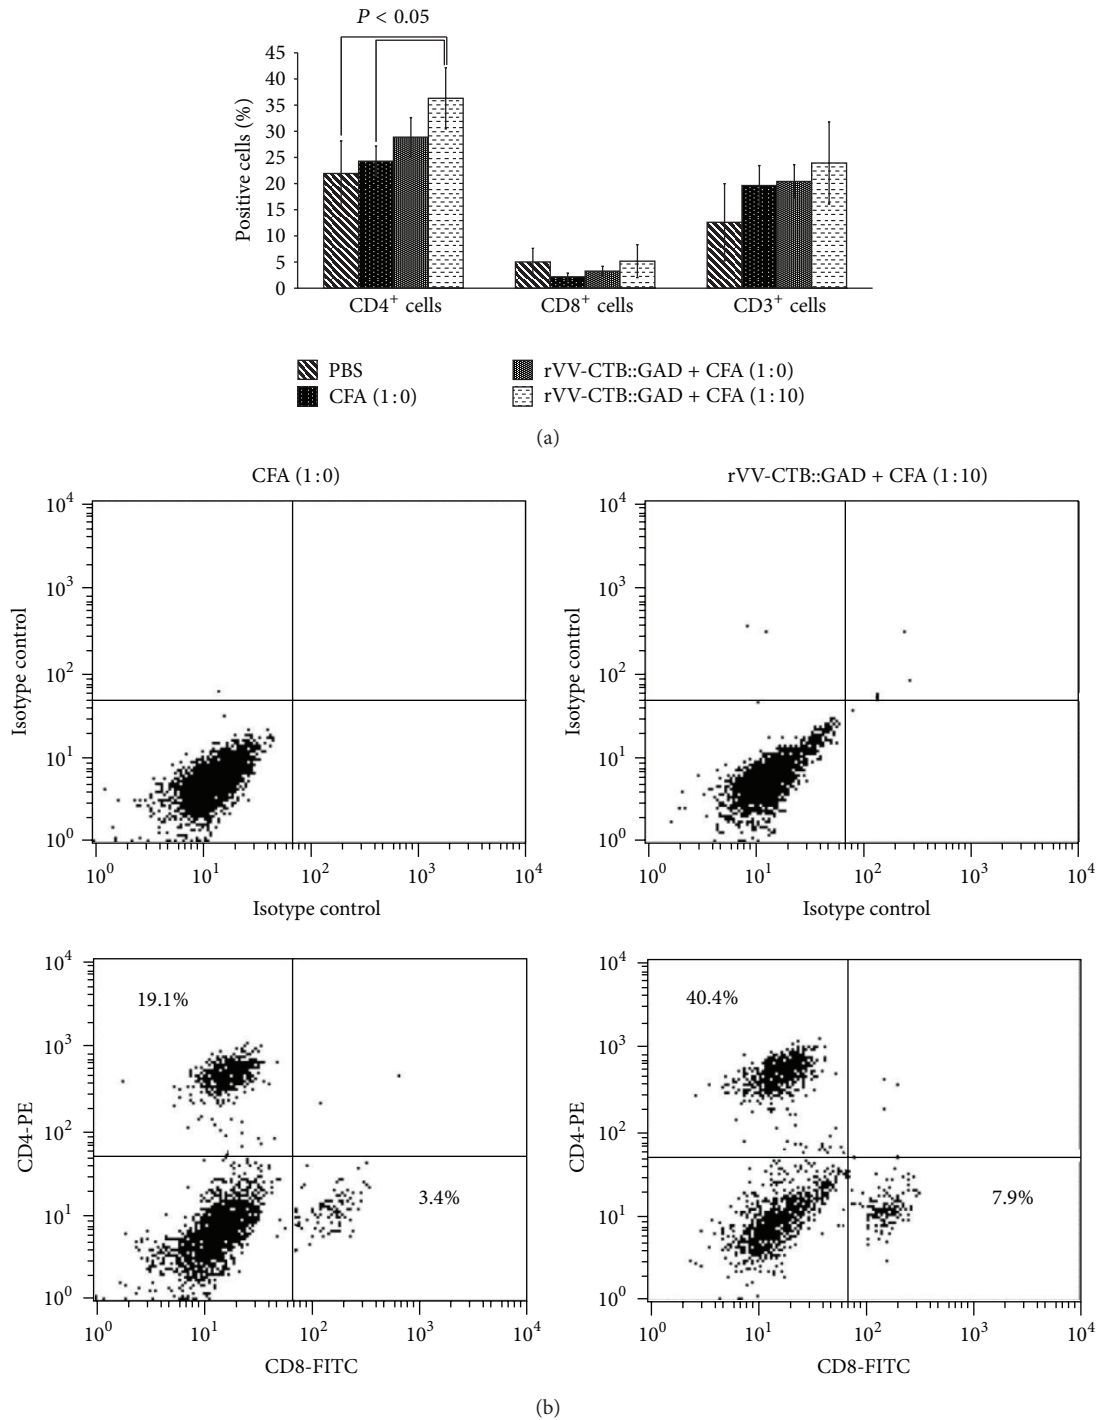 P < 0.05
Positive cells (%)
45
40
35
30
25
20
15
10
5
0
CD4⁺ cells CD8⁺ cells CD3⁺ cells
PBS
CFA (1:0)
rVV-CTB::GAD + CFA (1:0)
rVV-CTB::GAD + CFA (1:10)
(a)
CFA (1:0)
Isotype control
10⁴
10³
10²
10¹
10⁰
10⁰ 10¹ 10² 10³ 10⁴
Isotype control
rVV-CTB::GAD + CFA (1:10)
Isotype control
10⁴
10³
10²
10¹
10⁰
10⁰ 10¹ 10² 10³ 10⁴
Isotype control
CD4-PE
10⁴
10³
10²
10¹
10⁰
19.1%
3.4%
10⁰ 10¹ 10² 10³ 10⁴
CD8-FITC
CD4-PE
10⁴
10³
10²
10¹
10⁰
40.4%
7.9%
10⁰ 10¹ 10² 10³ 10⁴
CD8-FITC
(b)